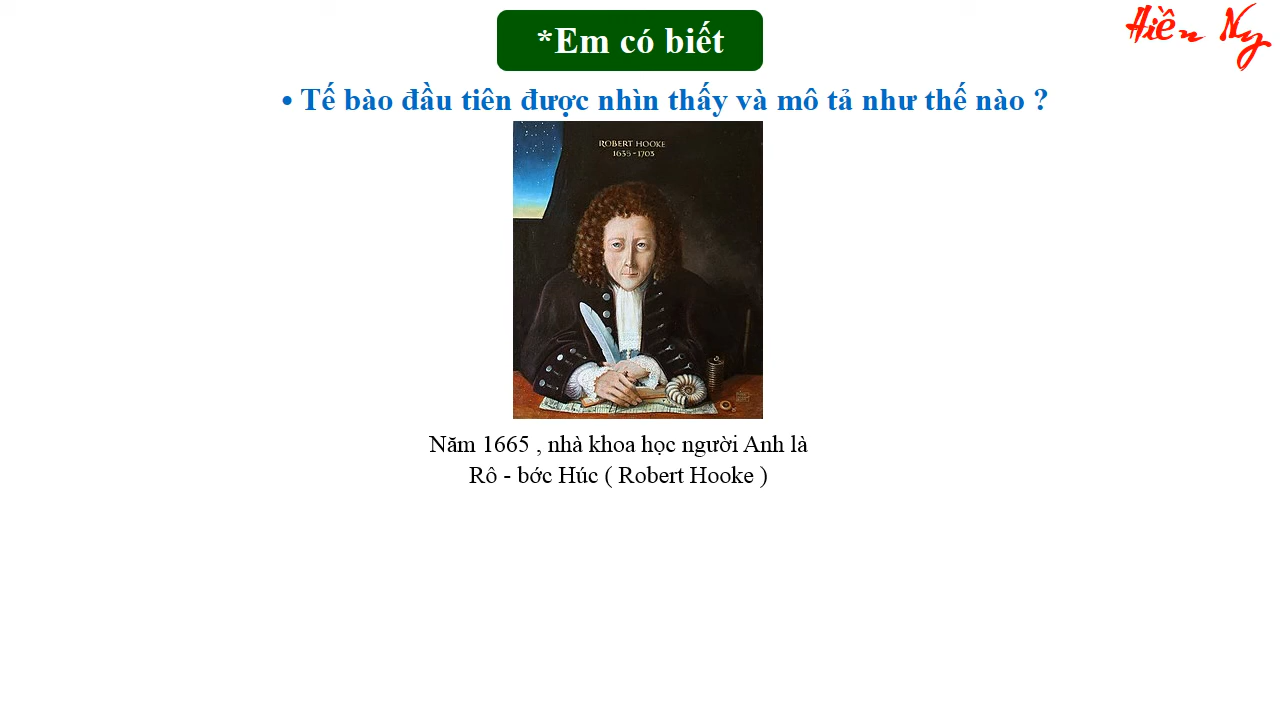 *Em có biết
Hiền Ny
• Tế bào đầu tiên được nhìn thấy và mô tả như thế nào ?
ROBERT HOOKE
1635-1703
Năm 1665 , nhà khoa học người Anh là
Rô - bớc Húc ( Robert Hooke )